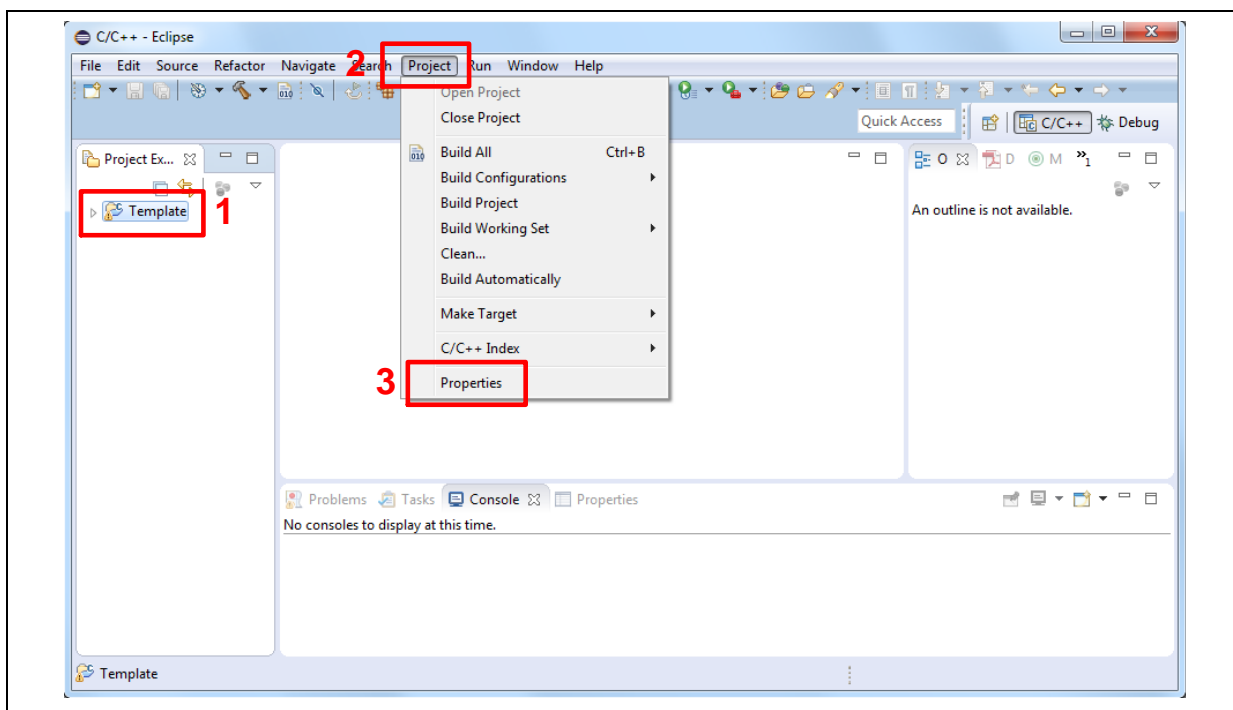 C/C++ - Eclipse
2
File Edit Source Refactor Navigate Search Project Run Window Help
Open Project
Quick Access
C/C++
Debug
Close Project
Project Ex...
Build All Ctrl+B
O
D
M
»1
Build Configurations
Template
1
Build Project
An outline is not available.
Build Working Set
Clean...
Build Automatically
Make Target
C/C++ Index
3
Properties
Problems Tasks Console Properties
No consoles to display at this time.
Template